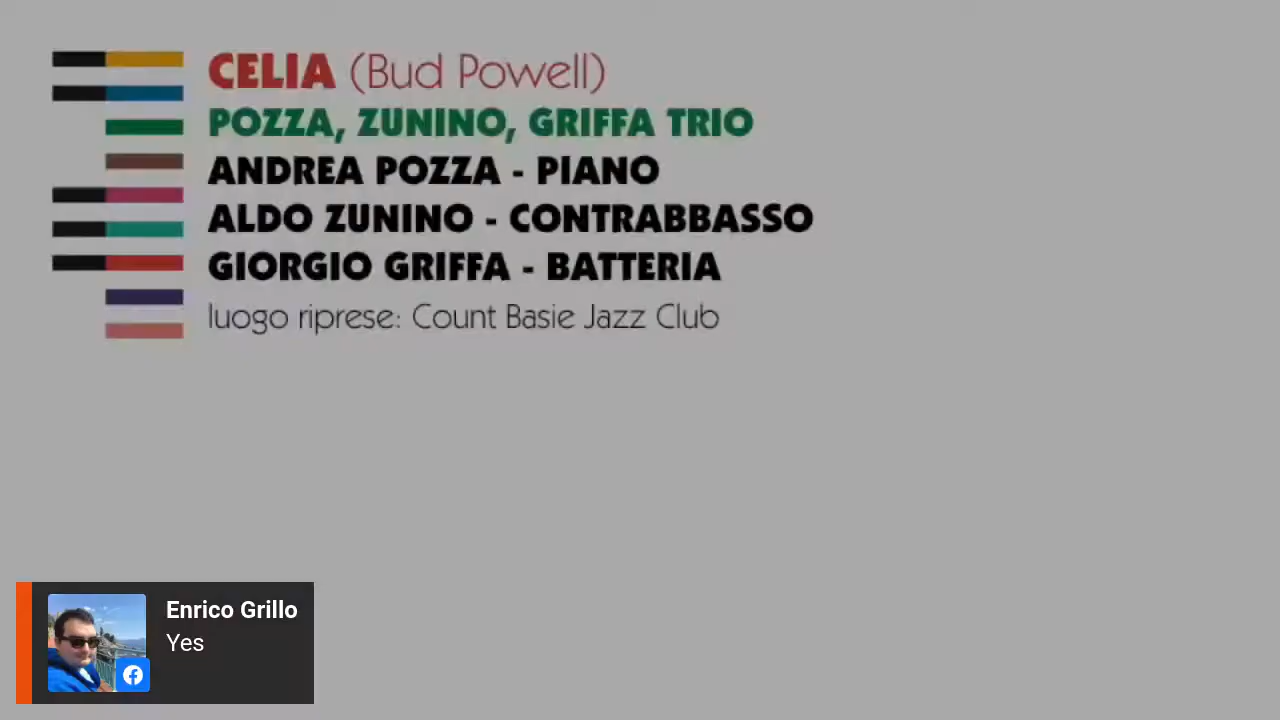 CELIA (Bud Powell)
POZZA, ZUNINO, GRIFFA TRIO
ANDREA POZZA - PIANO
ALDO ZUNINO - CONTRABBASSO
GIORGIO GRIFFA - BATTERIA
luogo riprese: Count Basie Jazz Club
Enrico Grillo
Yes